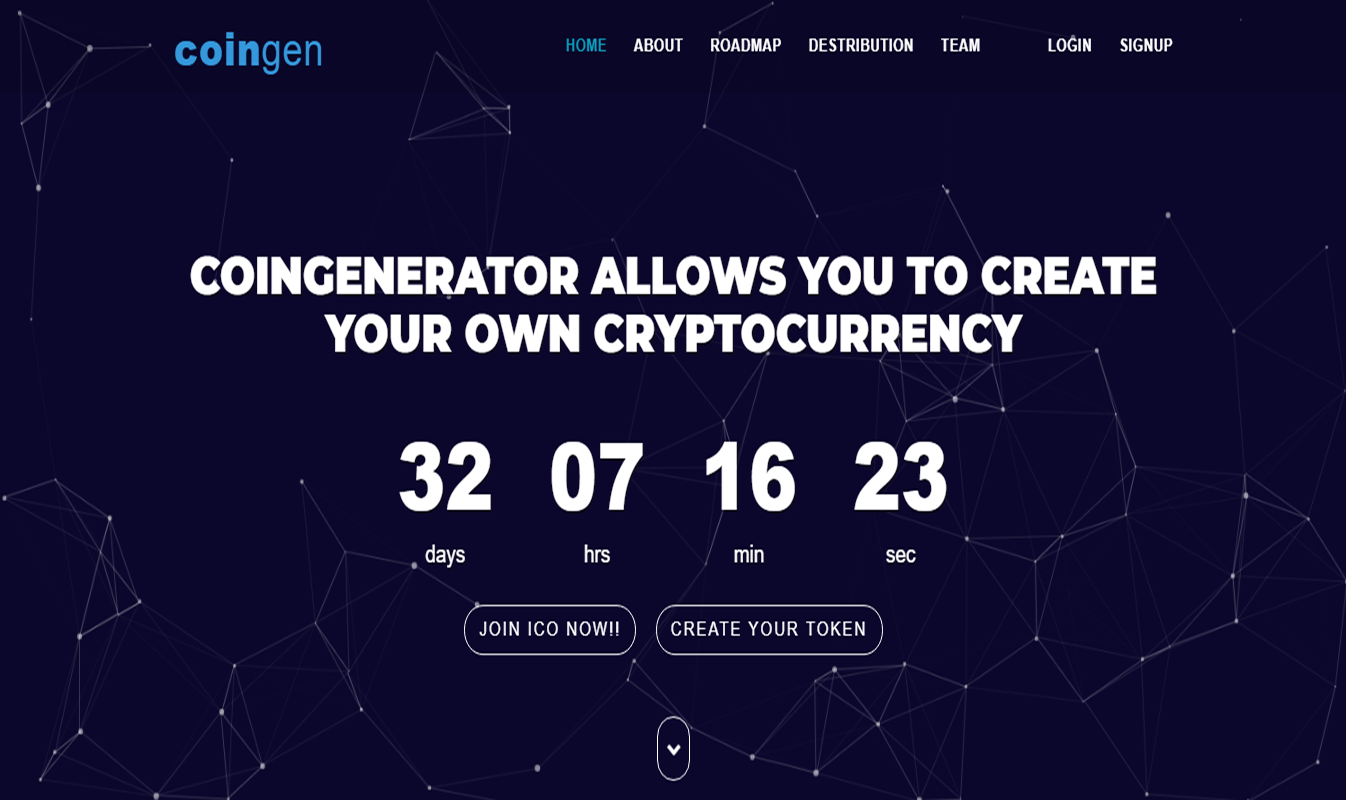 coingen
HOME ABOUT ROADMAP DESTRIBUTION TEAM LOGIN SIGNUP
COINGENERATOR ALLOWS YOU TO CREATE
YOUR OWN CRYPTOCURRENCY
32 07 16 23
days hrs min sec
JOIN ICO NOW!! CREATE YOUR TOKEN